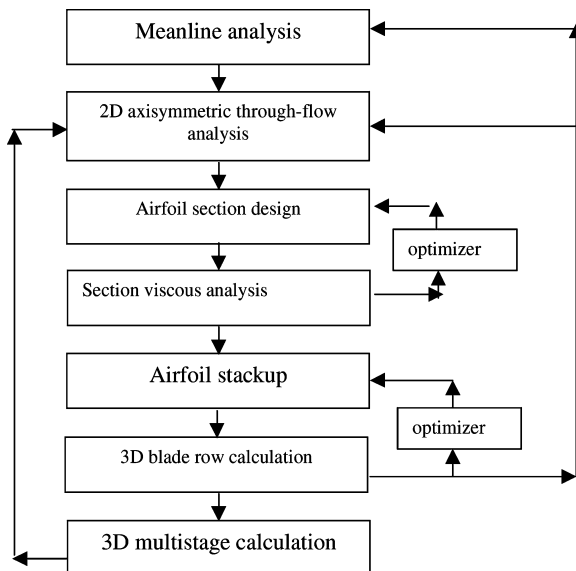 Meanline analysis
2D axisymmetric through-flow
analysis
Airfoil section design
optimizer
Section viscous analysis
Airfoil stackup
optimizer
3D blade row calculation
3D multistage calculation